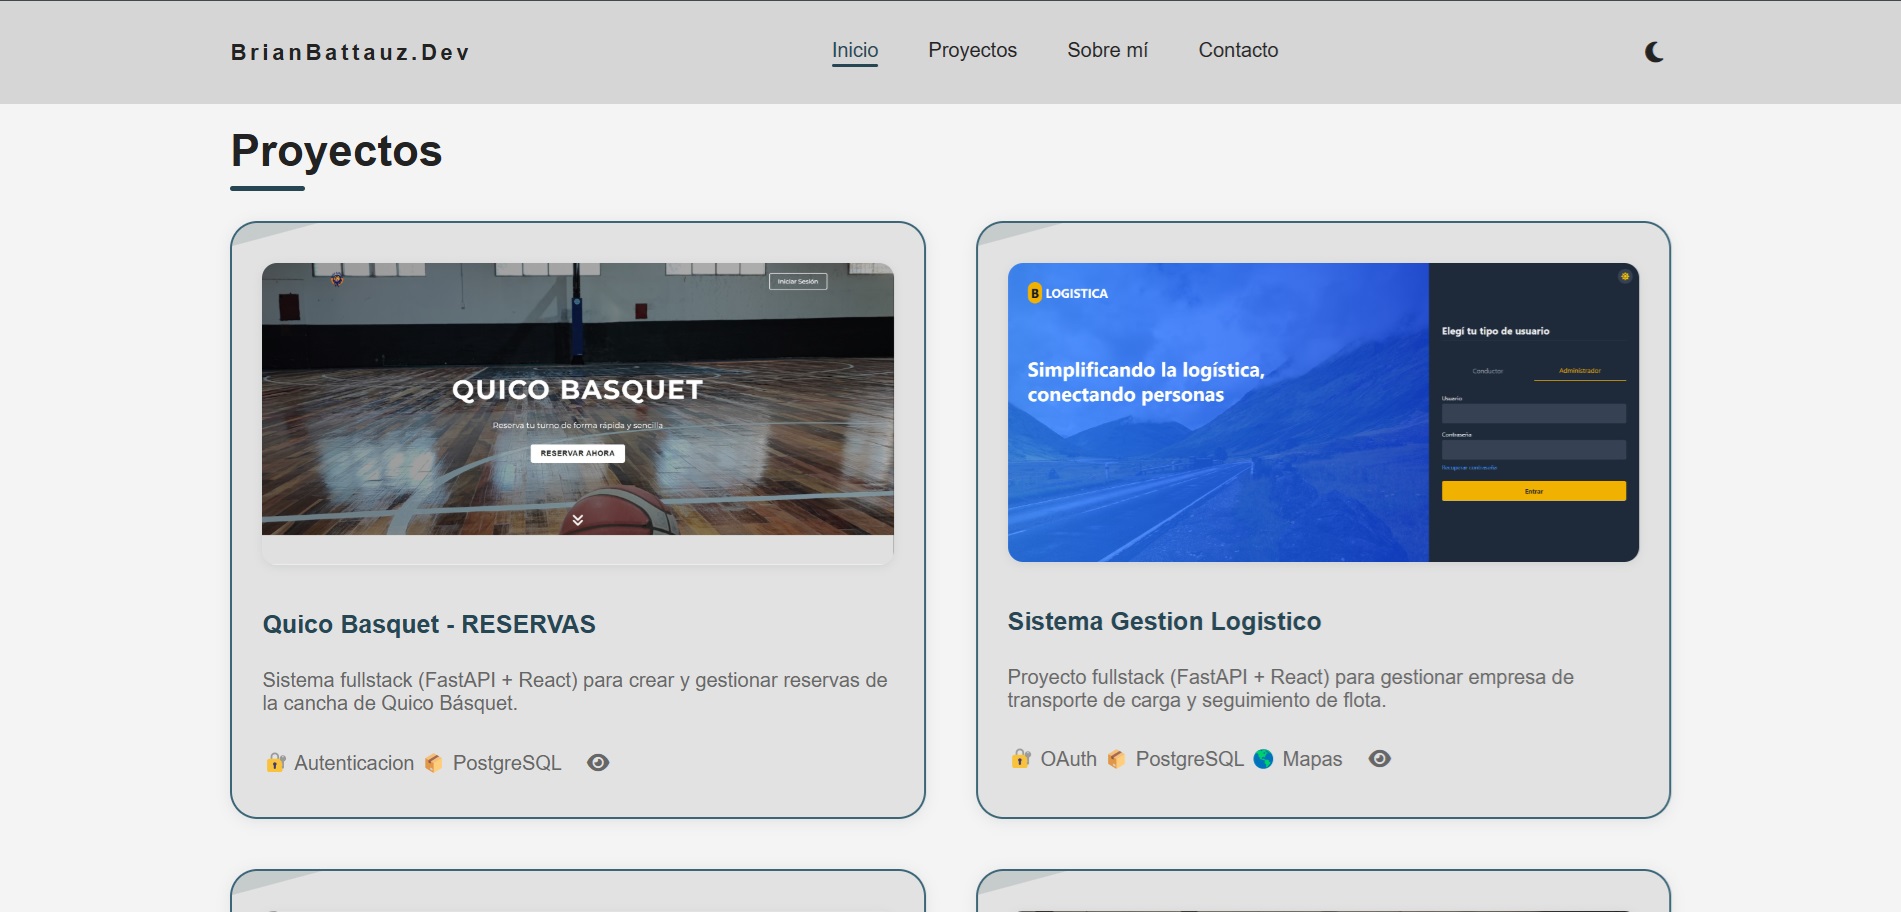 BrianBattauz.Dev
Inicio
Proyectos
Sobre mí
Contacto
Proyectos
Iniciar Sesión
QUICO BASQUET
Reserva tu turno de forma rápida y sencilla
RESERVAR AHORA
Quico Basquet - RESERVAS
Sistema fullstack (FastAPI + React) para crear y gestionar reservas de
la cancha de Quico Básquet.
🔐 Autenticacion 📦 PostgreSQL
B LOGISTICA
Simplificando la logística,
conectando personas
Elegí tu tipo de usuario
Conductor
Administrador
Usuario
Contraseña
Recuperar contraseña
Entrar
Sistema Gestion Logistico
Proyecto fullstack (FastAPI + React) para gestionar empresa de
transporte de carga y seguimiento de flota.
🔐 OAuth 📦 PostgreSQL 🌎 Mapas